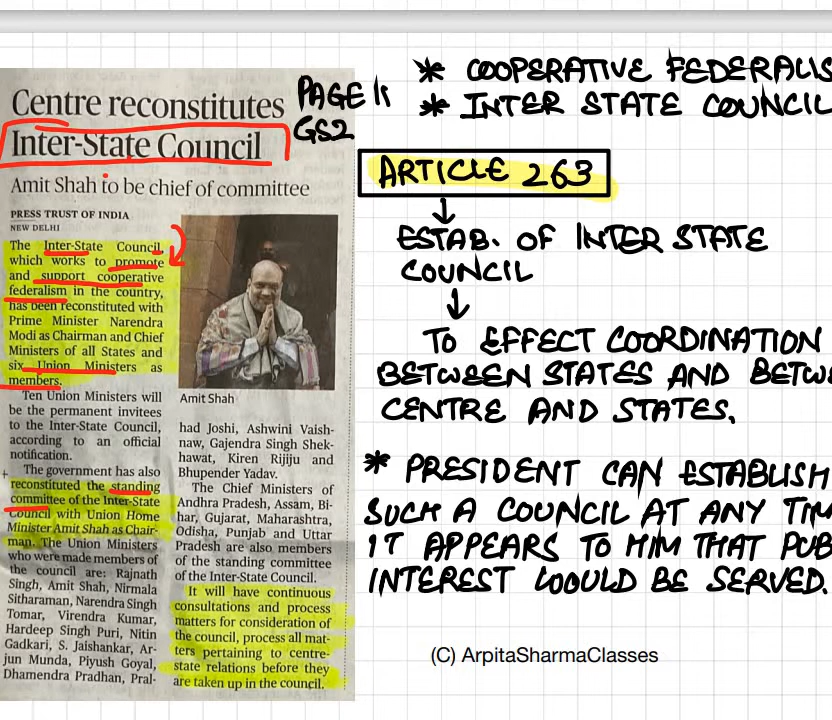 Centre reconstitutes
Inter-State Council
Amit Shah to be chief of committee
PRESS TRUST OF INDIA
NEW DELHI
The Inter-State Council,
which works to promote
and support cooperative
federalism in the country,
has been reconstituted with
Prime Minister Narendra
Modi as Chairman and Chief
Ministers of all States and
six Union Ministers as
members.
Ten Union Ministers will
be the permanent invitees
to the Inter-State Council,
according to an official
notification.
The government has also
reconstituted the standing
committee of the Inter-State
Council with Union Home
Minister Amit Shah as Chair-
man. The Union Ministers
who were made members of
the council are: Rajnath
Singh, Amit Shah, Nirmala
Sitharaman, Narendra Singh
Tomar, Virendra Kumar,
Hardeep Singh Puri, Nitin
Gadkari, S. Jaishankar, Ar-
jun Munda, Piyush Goyal,
Dhamendra Pradhan, Pral-
Amit Shah
had Joshi, Ashwini Vaish-
naw, Gajendra Singh Shek-
hawat, Kiren Rijiju and
Bhupender Yadav.
The Chief Ministers of
Andhra Pradesh, Assam, Bi-
har, Gujarat, Maharashtra,
Odisha, Punjab and Uttar
Pradesh are also members
of the standing committee
of the Inter-State Council.
It will have continuous
consultations and process
matters for consideration of
the council, process all mat-
ters pertaining to centre-
state relations before they
are taken up in the council.
PAGE 11
GS2
* COOPERATIVE FEDERALIS
* INTER STATE COUNCIL
ARTICLE 263
ESTAB. OF INTER STATE
COUNCIL
TO EFFECT COORDINATION
BETWEEN STATES AND BETWE
CENTRE AND STATES.
* PRESIDENT CAN ESTABLISH
SUCH A COUNCIL AT ANY TIM
IT APPEARS TO HIM THAT PUB
INTEREST WOULD BE SERVED.
(C) ArpitaSharmaClasses